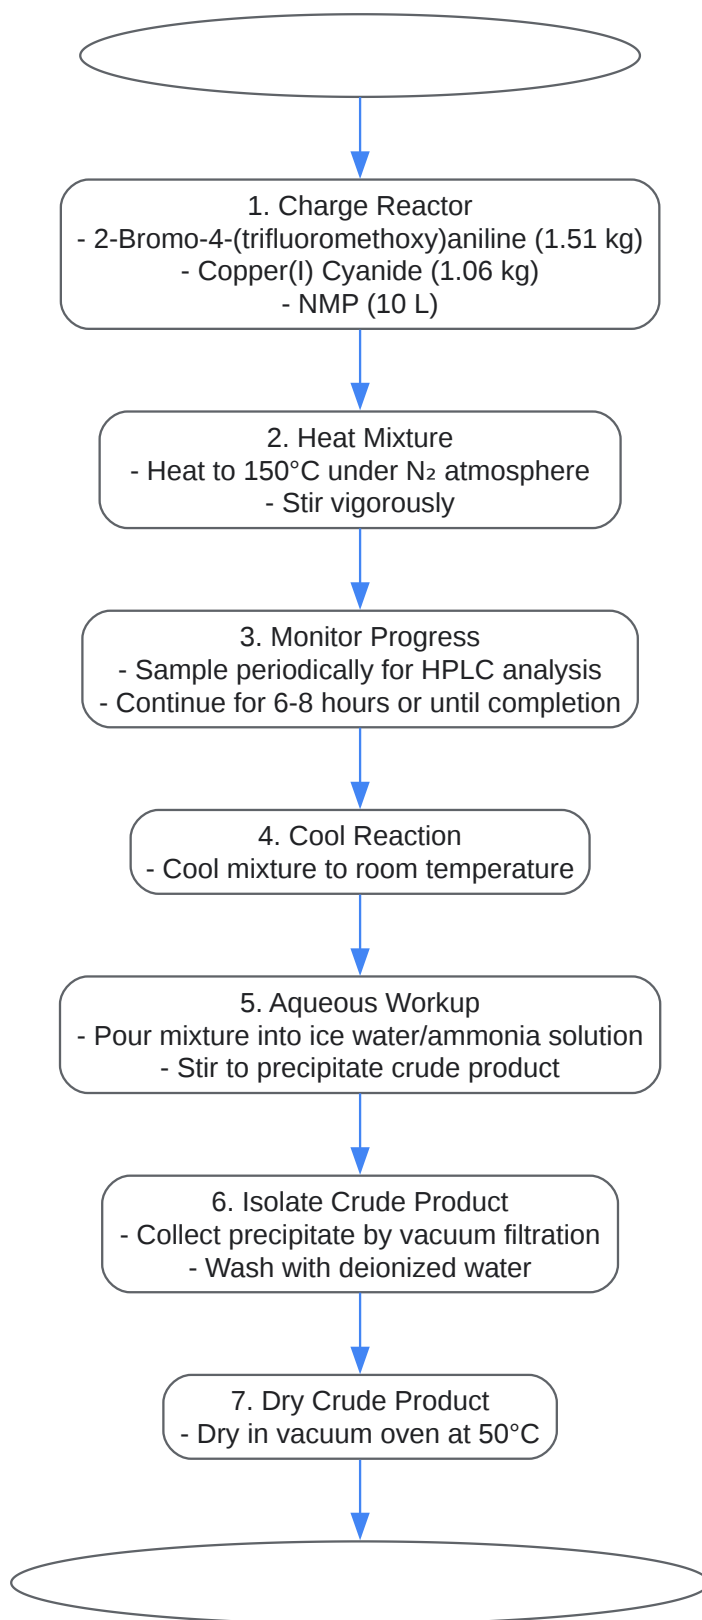 1. Charge Reactor
- 2-Bromo-4-(trifluoromethoxy)aniline (1.51 kg)
- Copper(I) Cyanide (1.06 kg)
- NMP (10 L)
2. Heat Mixture
- Heat to 150°C under N₂ atmosphere
- Stir vigorously
3. Monitor Progress
- Sample periodically for HPLC analysis
- Continue for 6-8 hours or until completion
4. Cool Reaction
- Cool mixture to room temperature
5. Aqueous Workup
- Pour mixture into ice water/ammonia solution
- Stir to precipitate crude product
6. Isolate Crude Product
- Collect precipitate by vacuum filtration
- Wash with deionized water
7. Dry Crude Product
- Dry in vacuum oven at 50°C